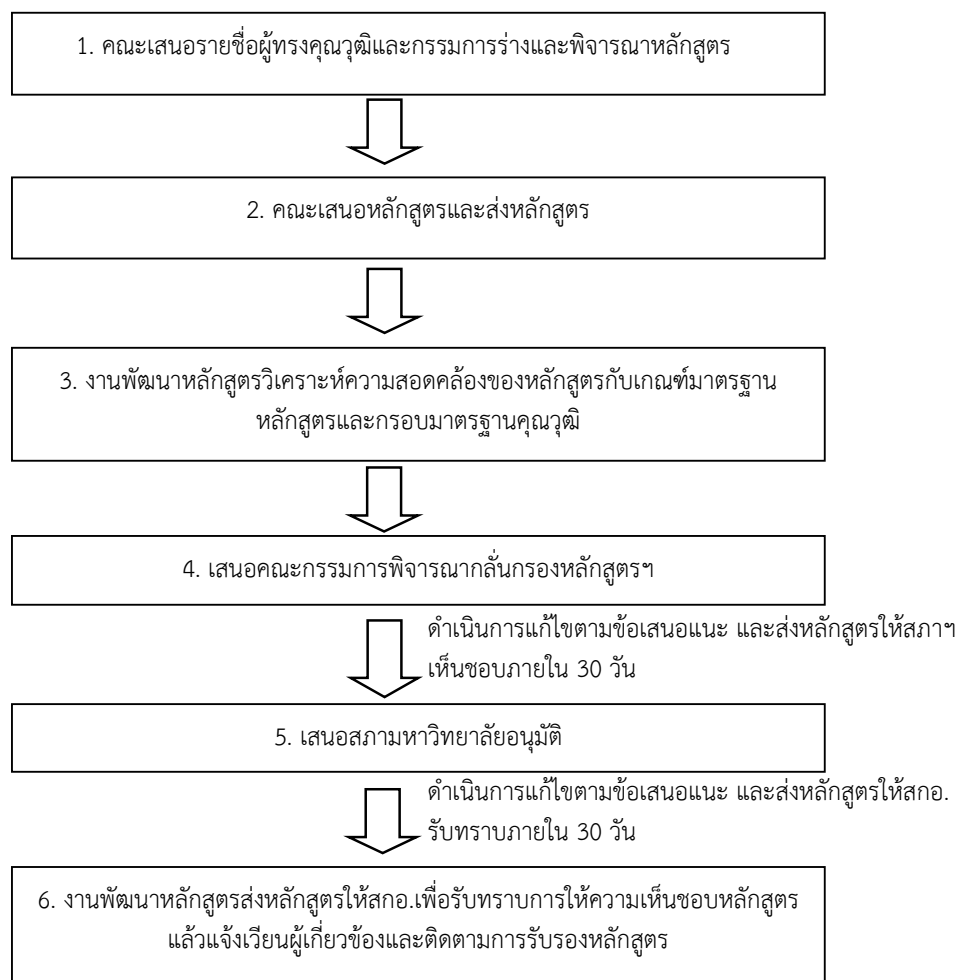 1. คณะเสนอรายชื่อผู้ทรงคุณวุฒิและกรรมการร่างและพิจารณาหลักสูตร
2. คณะเสนอหลักสูตรและส่งหลักสูตร
3. งานพัฒนาหลักสูตรวิเคราะห์ความสอดคล้องของหลักสูตรกับเกณฑ์มาตรฐาน
หลักสูตรและกรอบมาตรฐานคุณวุฒิ
4. เสนอคณะกรรมการพิจารณากลั่นกรองหลักสูตรฯ
ดำเนินการแก้ไขตามข้อเสนอแนะ และส่งหลักสูตรให้สภาฯ
เห็นชอบภายใน 30 วัน
5. เสนอสภามหาวิทยาลัยอนุมัติ
ดำเนินการแก้ไขตามข้อเสนอแนะ และส่งหลักสูตรให้สกอ.
รับทราบภายใน 30 วัน
6. งานพัฒนาหลักสูตรส่งหลักสูตรให้สกอ.เพื่อรับทราบการให้ความเห็นชอบหลักสูตร
แล้วแจ้งเวียนผู้เกี่ยวข้องและติดตามการรับรองหลักสูตร